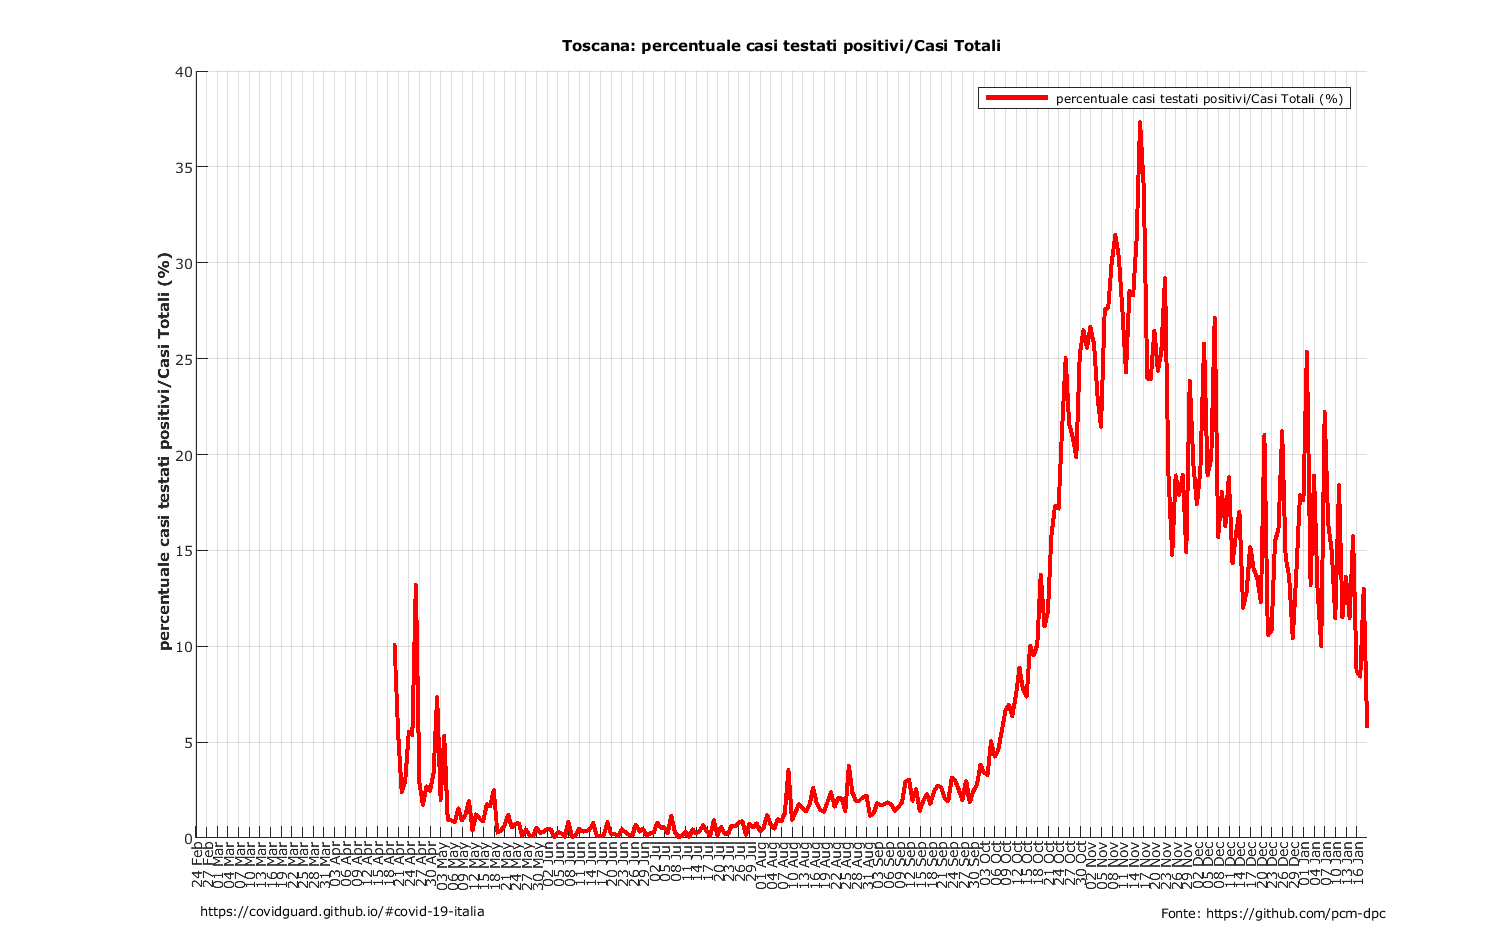 Toscana: percentuale casi testati positivi/Casi Totali
percentuale casi testati positivi/Casi Totali (%)
percentuale casi testati positivi/Casi Totali (%)
40
35
30
25
20
15
10
5
0
24 Feb
27 Feb
01 Mar
04 Mar
07 Mar
10 Mar
13 Mar
16 Mar
19 Mar
22 Mar
25 Mar
28 Mar
31 Mar
03 Apr
06 Apr
09 Apr
12 Apr
15 Apr
18 Apr
21 Apr
24 Apr
27 Apr
30 Apr
03 May
06 May
09 May
12 May
15 May
18 May
21 May
24 May
27 May
30 May
02 Jun
05 Jun
08 Jun
11 Jun
14 Jun
17 Jun
20 Jun
23 Jun
26 Jun
29 Jun
02 Jul
05 Jul
08 Jul
11 Jul
14 Jul
17 Jul
20 Jul
23 Jul
26 Jul
29 Jul
01 Aug
04 Aug
07 Aug
10 Aug
13 Aug
16 Aug
19 Aug
22 Aug
25 Aug
28 Aug
31 Aug
03 Sep
06 Sep
09 Sep
12 Sep
15 Sep
18 Sep
21 Sep
24 Sep
27 Sep
30 Sep
03 Oct
06 Oct
09 Oct
12 Oct
15 Oct
18 Oct
21 Oct
24 Oct
27 Oct
30 Oct
02 Nov
05 Nov
08 Nov
11 Nov
14 Nov
17 Nov
20 Nov
23 Nov
26 Nov
29 Nov
02 Dec
05 Dec
08 Dec
11 Dec
14 Dec
17 Dec
20 Dec
23 Dec
26 Dec
29 Dec
01 Jan
04 Jan
07 Jan
10 Jan
13 Jan
16 Jan
https://covidguard.github.io/#covid-19-italia
Fonte: https://github.com/pcm-dpc